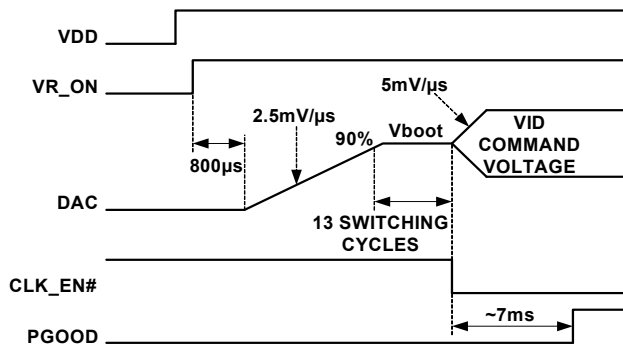 VDD
VR_ON
5mV/µs
2.5mV/µs
90%
Vboot
VID
COMMAND
VOLTAGE
800µs
DAC
13 SWITCHING
CYCLES
CLK_EN#
~7ms
PGOOD